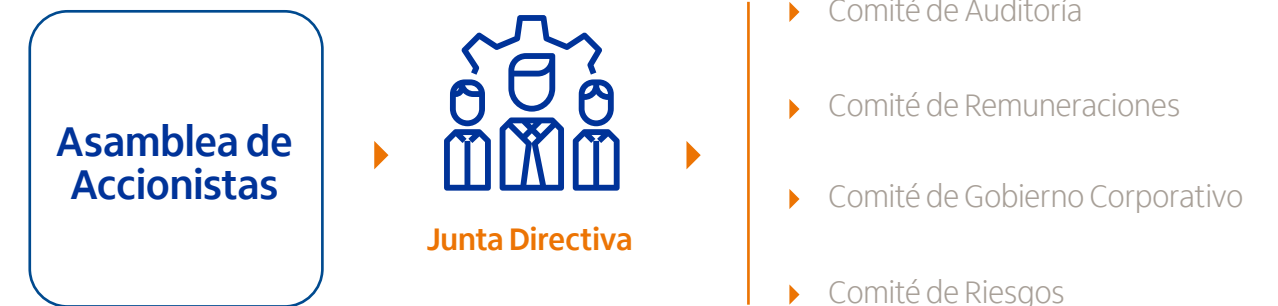 Asamblea de
Accionistas
Junta Directiva
Comité de Auditoría
Comité de Remuneraciones
Comité de Gobierno Corporativo
Comité de Riesgos